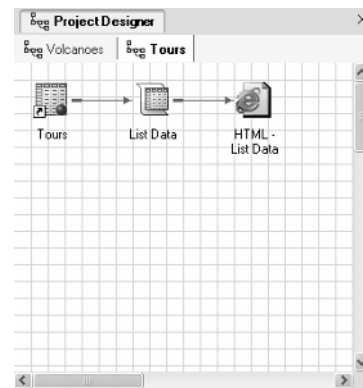 Project Designer
Volcanoes
Tours
Tours
List Data
HTML -
List Data